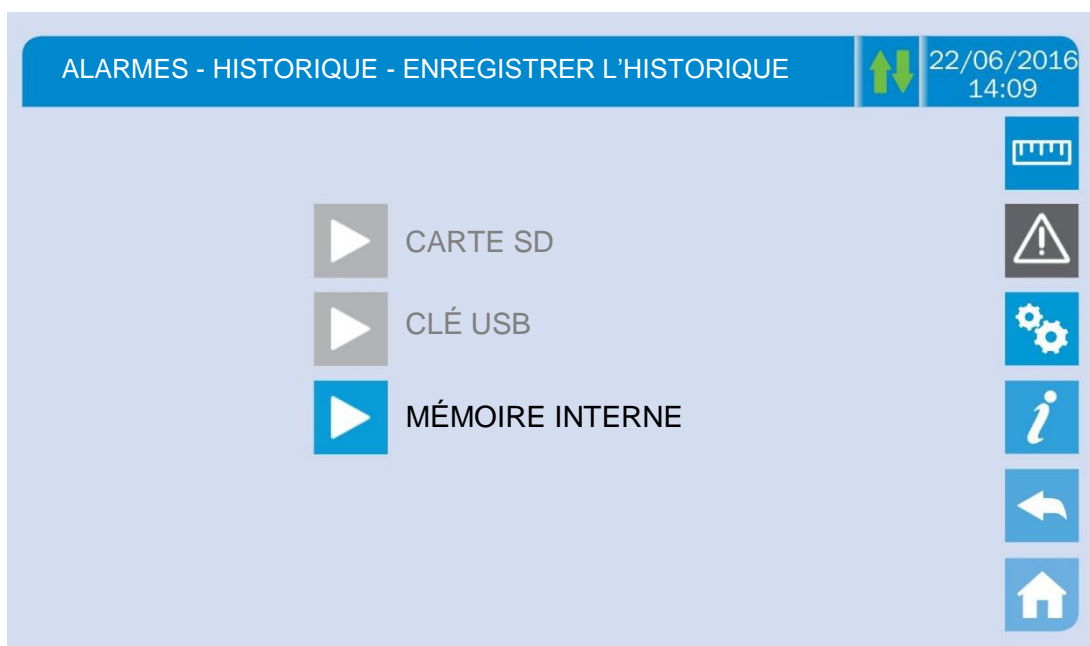 ALARMES - HISTORIQUE - ENREGISTRER L'HISTORIQUE
22/06/2016
14:09
CARTE SD
CLÉ USB
MÉMOIRE INTERNE